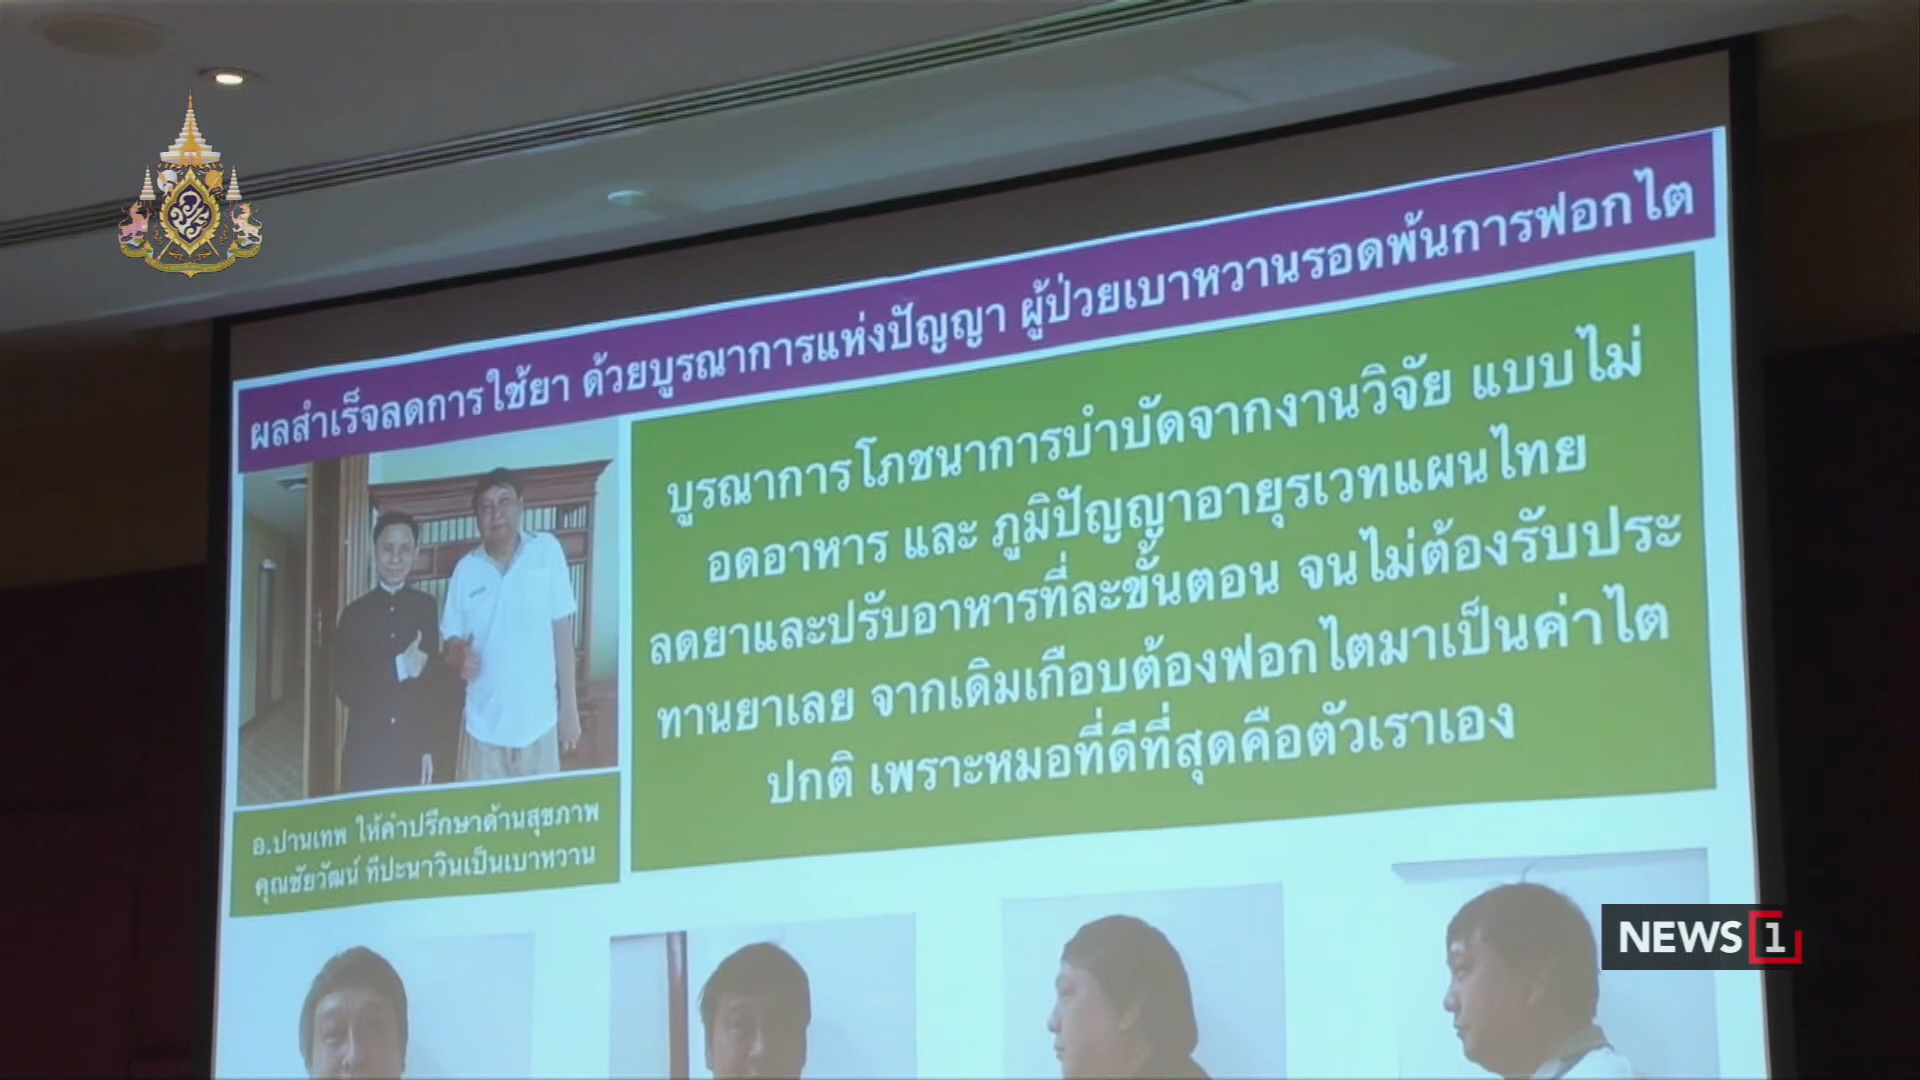 ผลสำเร็จลดการใช้ยา ด้วยบูรณาการแห่งปัญญา ผู้ป่วยเบาหวานรอดพ้นการฟอกไต
บูรณาการโภชนาการบำบัดจากงานวิจัย แบบไม่
อดอาหาร และ ภูมิปัญญาอายุรเวทแผนไทย
ลดยาและปรับอาหารทีละขั้นตอน จนไม่ต้องรับประ
ทานยาเลย จากเดิมเกือบต้องฟอกไตมาเป็นค่าไต
ปกติ เพราะหมอที่ดีที่สุดคือตัวเราเอง
อ.ปานเทพ ให้คำปรึกษาด้านสุขภาพ
คุณชัยวัฒน์ ทีปะนาวินเป็นเบาหวาน
NEWS 1